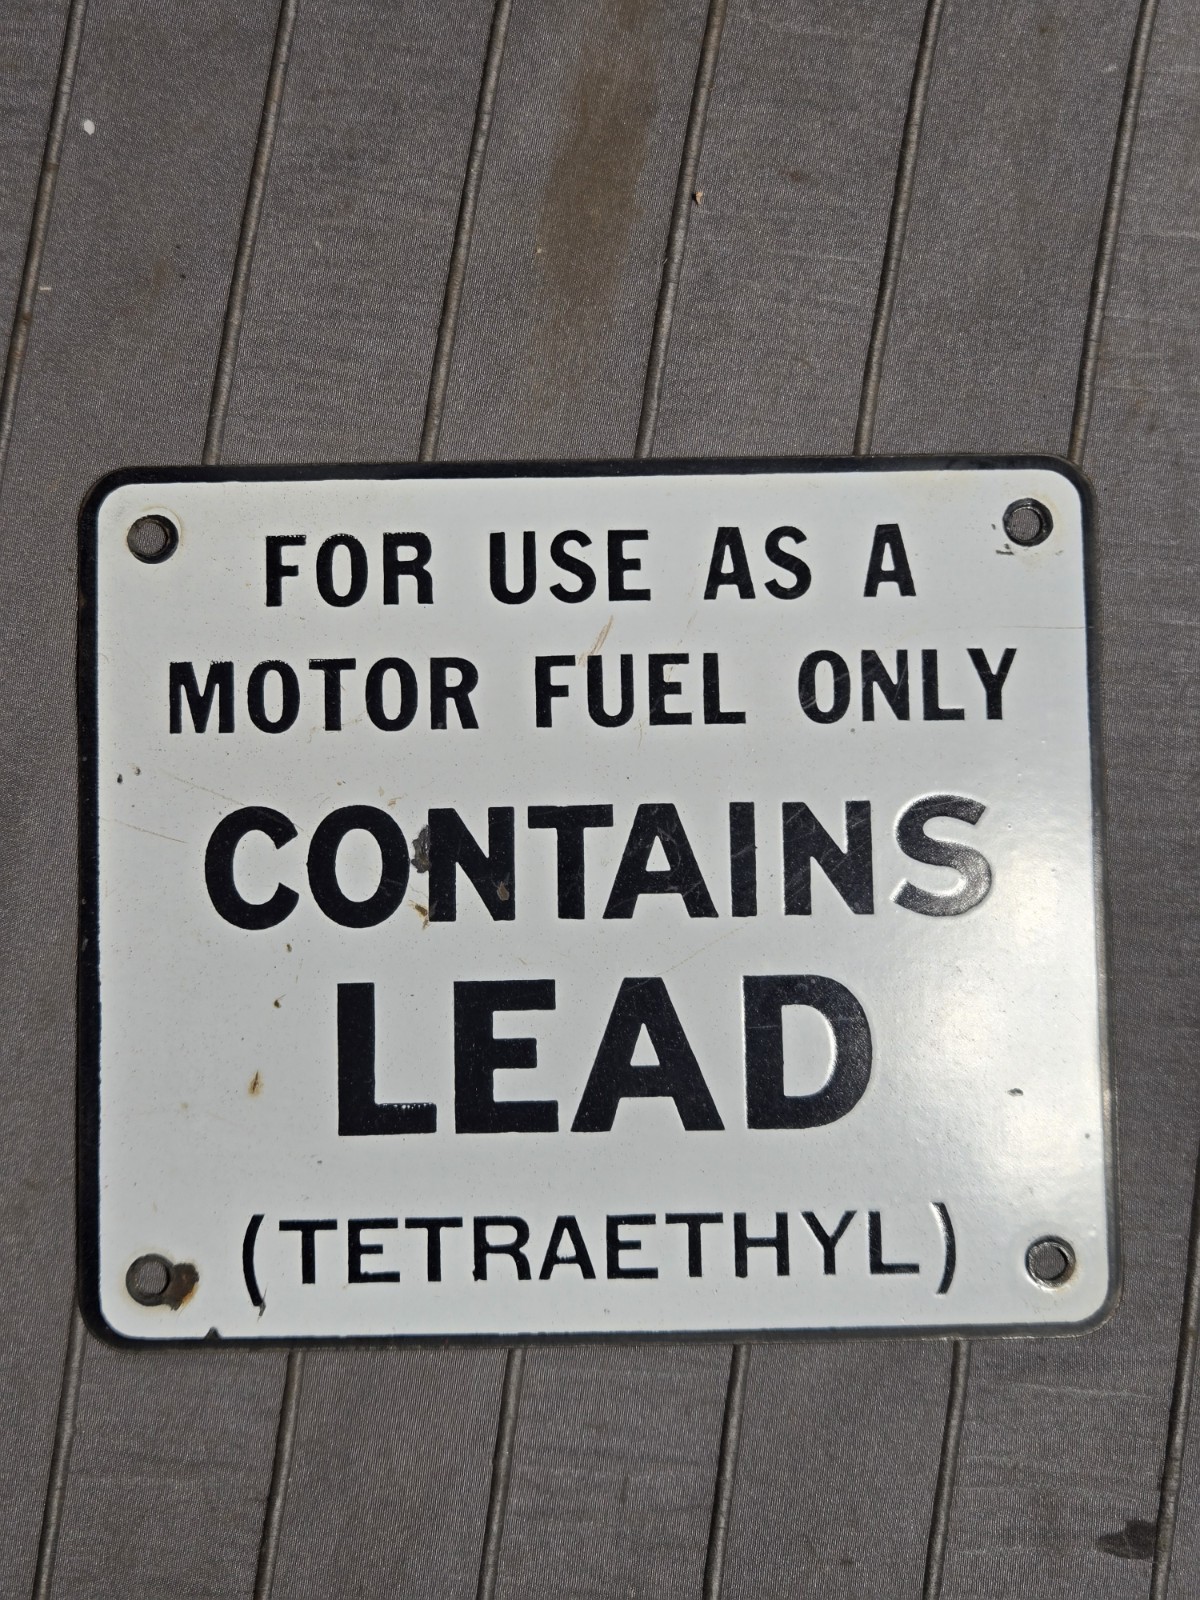 FOR USE AS A
MOTOR FUEL ONLY
CONTAINS
LEAD
(TETRAETHYL)